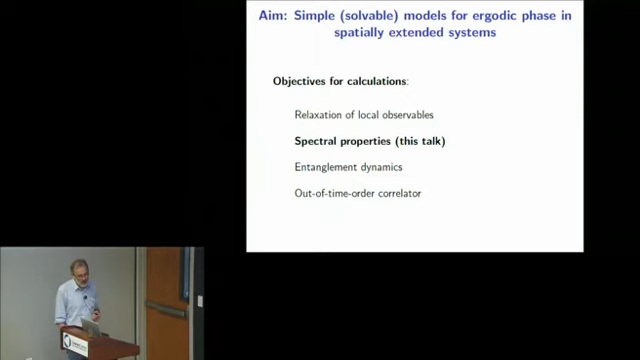 Aim: Simple (solvable) models for ergodic phase in
spatially extended systems
Objectives for calculations:
Relaxation of local observables
Spectral properties (this talk)
Entanglement dynamics
Out-of-time-order correlator